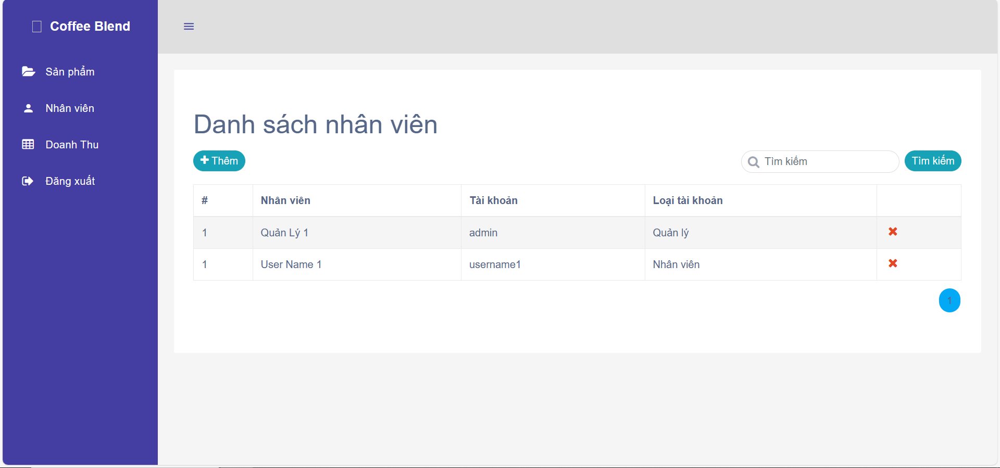 Coffee Blend
Sản phẩm
Nhân viên
Doanh Thu
Đăng xuất
Danh sách nhân viên
Thêm
Tìm kiếm
Tìm kiếm
# Nhân viên Tài khoản Loại tài khoản
1 Quản Lý 1 admin Quản lý
1 User Name 1 username1 Nhân viên
1